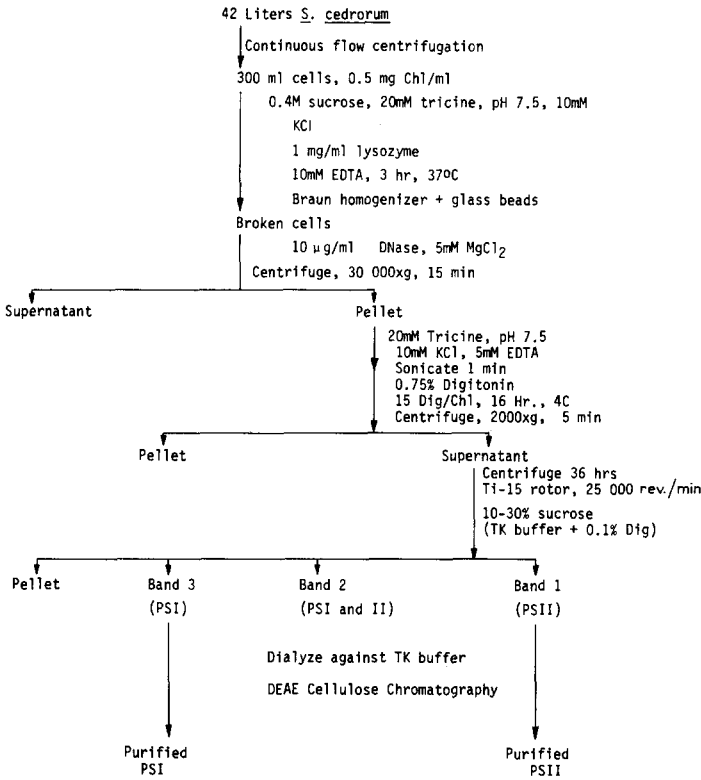 42 Liters S. cedrorum
Continuous flow centrifugation
300 ml cells, 0.5 mg Chl/ml
0.4M sucrose, 20mM tricine, pH 7.5, 10mM
KCl
1 mg/ml lysozyme
10mM EDTA, 3 hr, 37ºC
Braun homogenizer + glass beads
Broken cells
10 µg/ml DNase, 5mM MgCl2
Centrifuge, 30 000xg, 15 min
Supernatant Pellet
20mM Tricine, pH 7.5
10mM KCl, 5mM EDTA
Sonicate 1 min
0.75% Digitonin
15 Dig/Chl, 16 Hr., 4C
Centrifuge, 2000xg, 5 min
Pellet Supernatant
Centrifuge 36 hrs
Ti-15 rotor, 25 000 rev./min
10-30% sucrose
(TK buffer + 0.1% Dig)
Pellet Band 3 Band 2 Band 1
(PSI) (PSI and II) (PSII)
Dialyze against TK buffer
DEAE Cellulose Chromatography
Purified Purified
PSI PSII